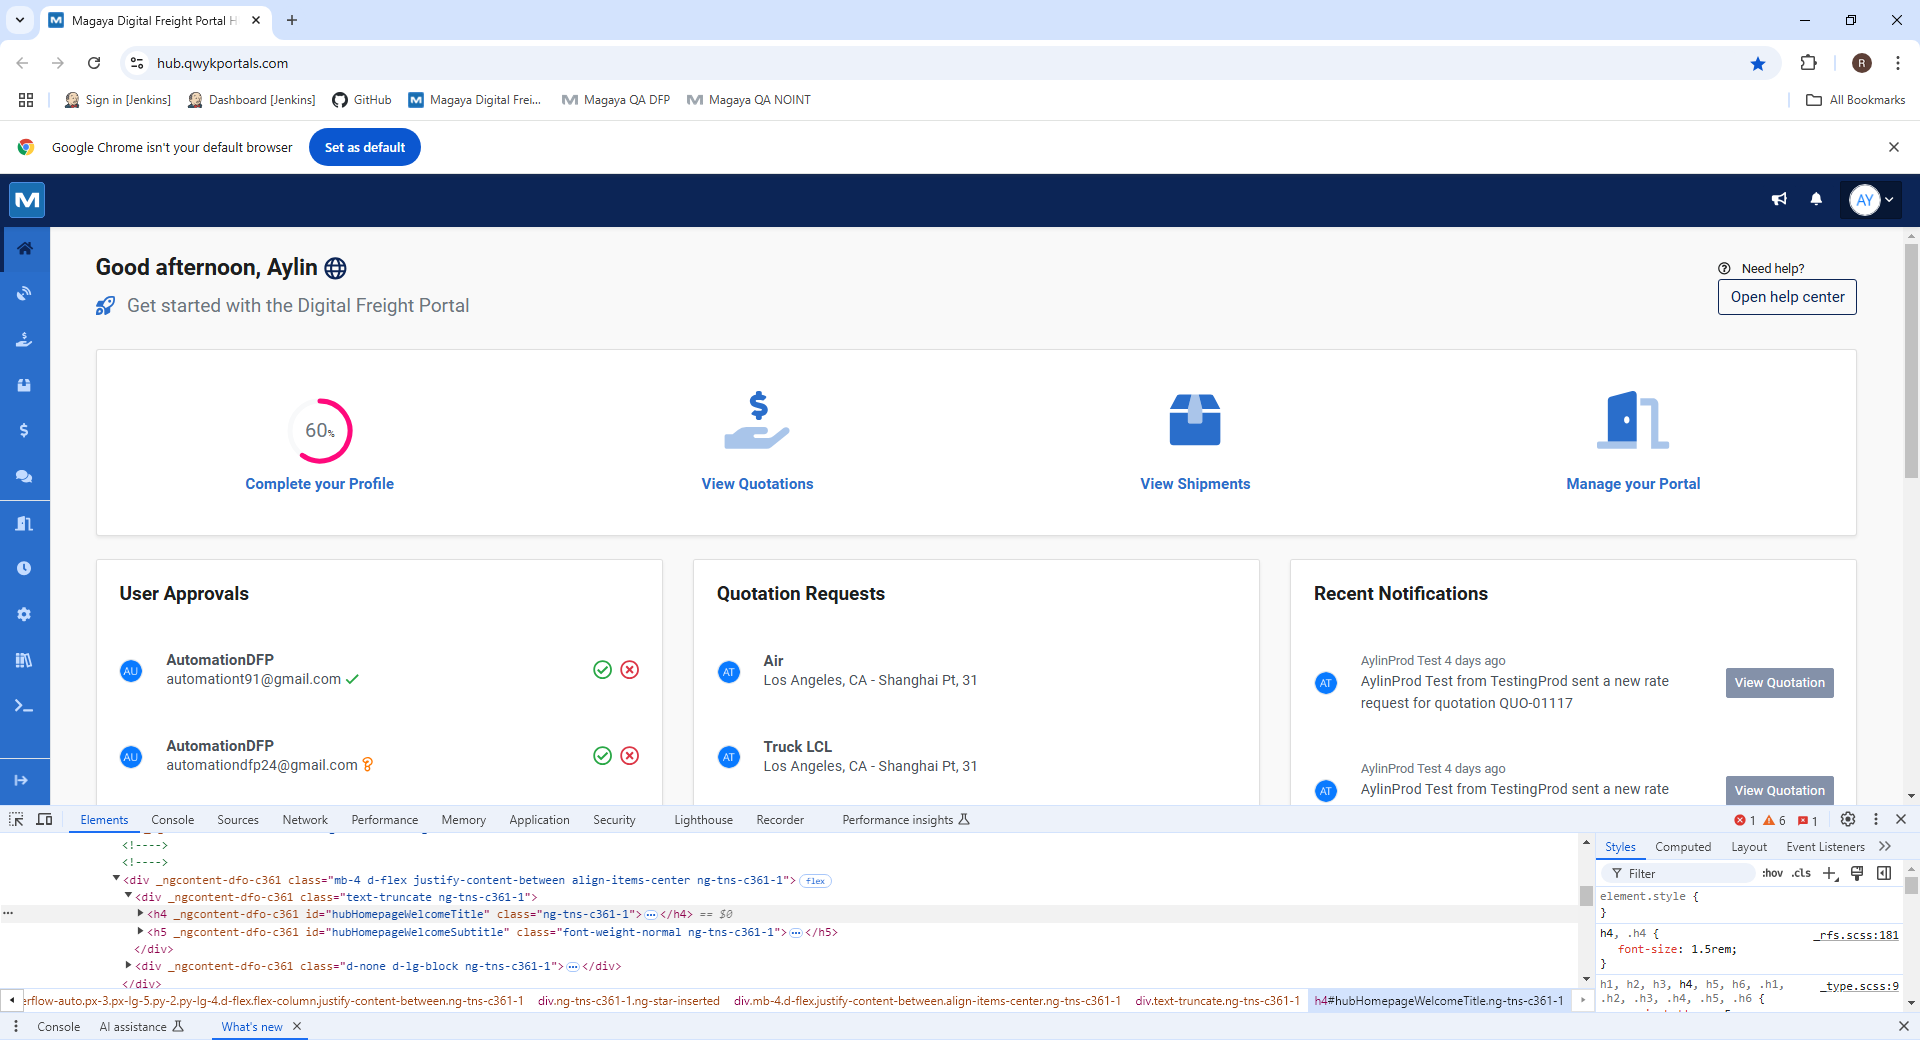 Magaya Digital Freight Portal H
hub.qwykportals.com
R
Sign in [Jenkins]
Dashboard [Jenkins]
GitHub
Magaya Digital Frei...
Magaya QA DFP
Magaya QA NOINT
All Bookmarks
Google Chrome isn't your default browser
Set as default
AY
Good afternoon, Aylin
Get started with the Digital Freight Portal
Need help?
Open help center
60%
Complete your Profile
View Quotations
View Shipments
Manage your Portal
User Approvals
AU
AutomationDFP
automationt91@gmail.com
AU
AutomationDFP
automationdfp24@gmail.com
Quotation Requests
AT
Air
Los Angeles, CA - Shanghai Pt, 31
AT
Truck LCL
Los Angeles, CA - Shanghai Pt, 31
Recent Notifications
AT
AylinProd Test 4 days ago
AylinProd Test from TestingProd sent a new rate
request for quotation QUO-01117
View Quotation
AT
AylinProd Test 4 days ago
AylinProd Test from TestingProd sent a new rate
View Quotation
Elements
Console
Sources
Network
Performance
Memory
Application
Security
Lighthouse
Recorder
Performance insights
1
6
1
<!---->
<!---->
<div _ngcontent-dfo-c361 class="mb-4 d-flex justify-content-between align-items-center ng-tns-c361-1"> flex
<div _ngcontent-dfo-c361 class="text-truncate ng-tns-c361-1">
<h4 _ngcontent-dfo-c361 id="hubHomepageWelcomeTitle" class="ng-tns-c361-1"> … </h4> == $0
<h5 _ngcontent-dfo-c361 id="hubHomepageWelcomeSubtitle" class="font-weight-normal ng-tns-c361-1"> … </h5>
</div>
<div _ngcontent-dfo-c361 class="d-none d-lg-block ng-tns-c361-1"> … </div>
</div>
erflow-auto.px-3.px-lg-5.py-2.py-lg-4.d-flex.flex-column.justify-content-between.ng-tns-c361-1
div.ng-tns-c361-1.ng-star-inserted
div.mb-4.d-flex.justify-content-between.align-items-center.ng-tns-c361-1
div.text-truncate.ng-tns-c361-1
h4#hubHomepageWelcomeTitle.ng-tns-c361-1
Styles
Computed
Layout
Event Listeners
Filter
:hov
.cls
element.style {
}
h4, .h4 {
_rfs.scss:181
font-size: 1.5rem;
}
h1, h2, h3, h4, h5, h6, .h1,
_type.scss:9
.h2, .h3, .h4, .h5, .h6 {
Console
AI assistance
What's new